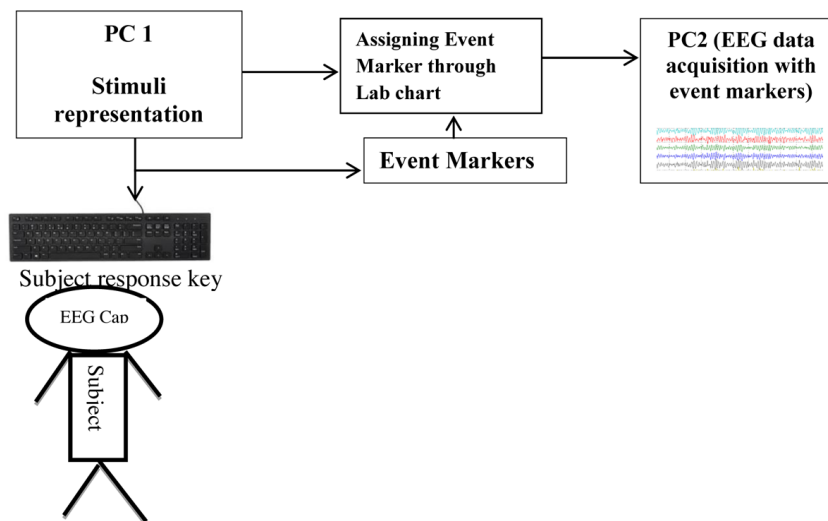 PC 1
Stimuli
representation
Assigning Event
Marker through
Lab chart
PC2 (EEG data
acquisition with
event markers)
Event Markers
Subject response key
EEG Cap
Subject